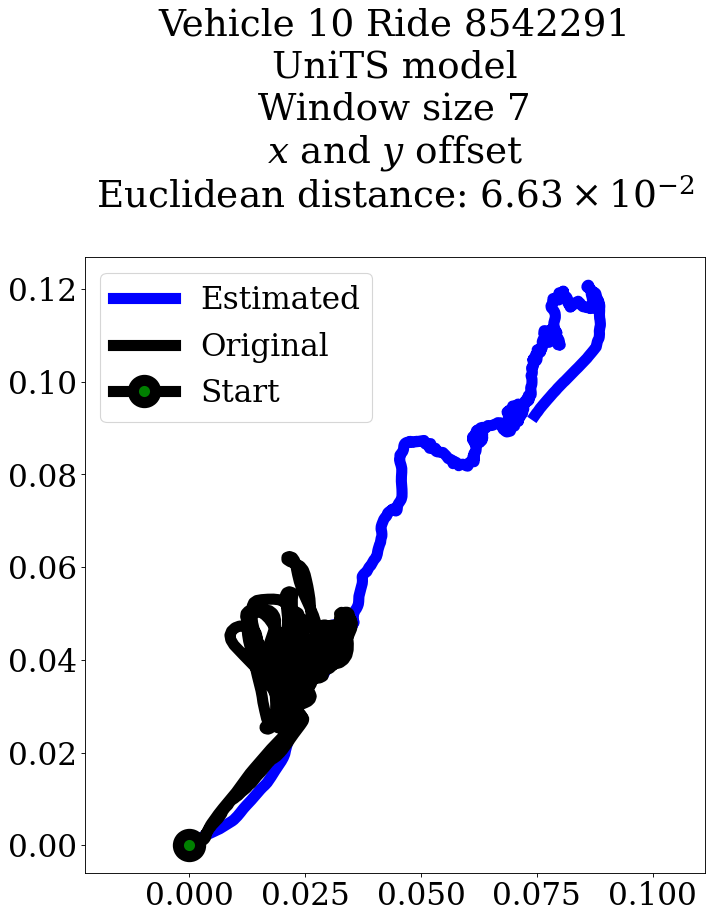 Vehicle 10 Ride 8542291
UniTS model
Window size 7
x and y offset
Euclidean distance: 6.63 × 10⁻²
Estimated
Original
Start
0.12
0.10
0.08
0.06
0.04
0.02
0.00
0.000 0.025 0.050 0.075 0.100